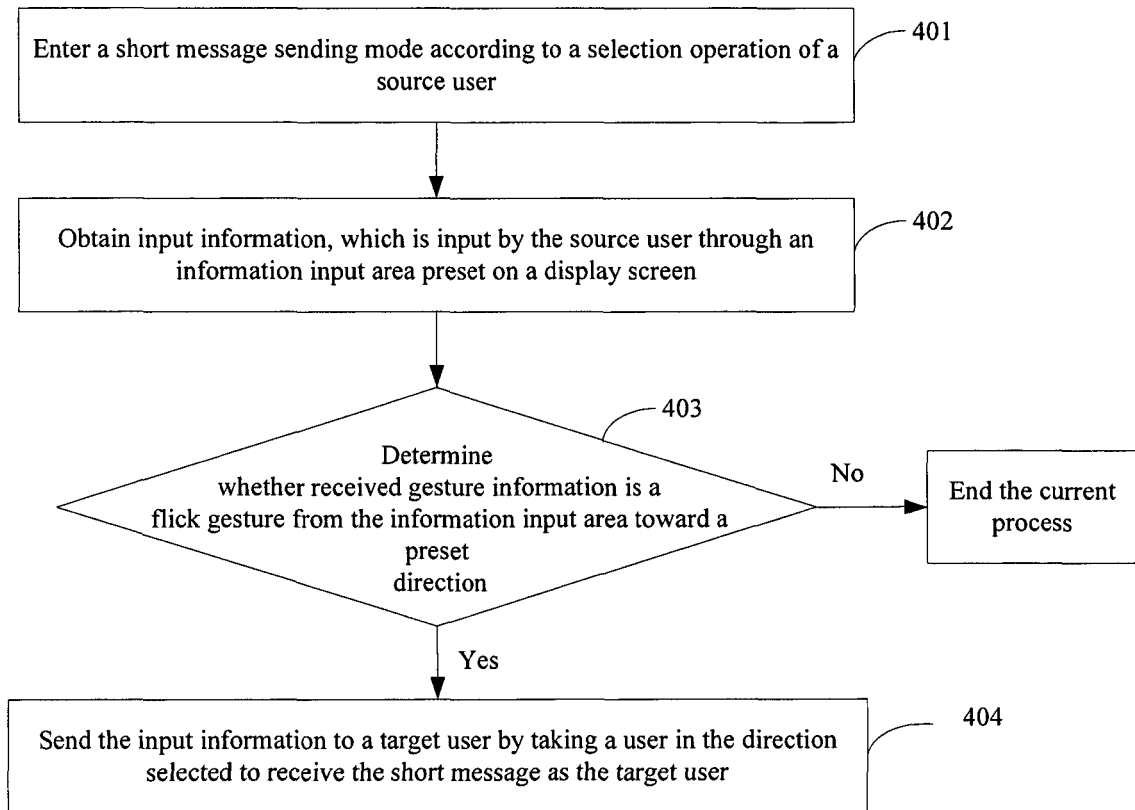 Enter a short message sending mode according to a selection operation of a
source user
401
Obtain input information, which is input by the source user through an
information input area preset on a display screen
402
Determine
whether received gesture information is a
flick gesture from the information input area toward a
preset
direction
403
No
End the current
process
Yes
Send the input information to a target user by taking a user in the direction
selected to receive the short message as the target user
404